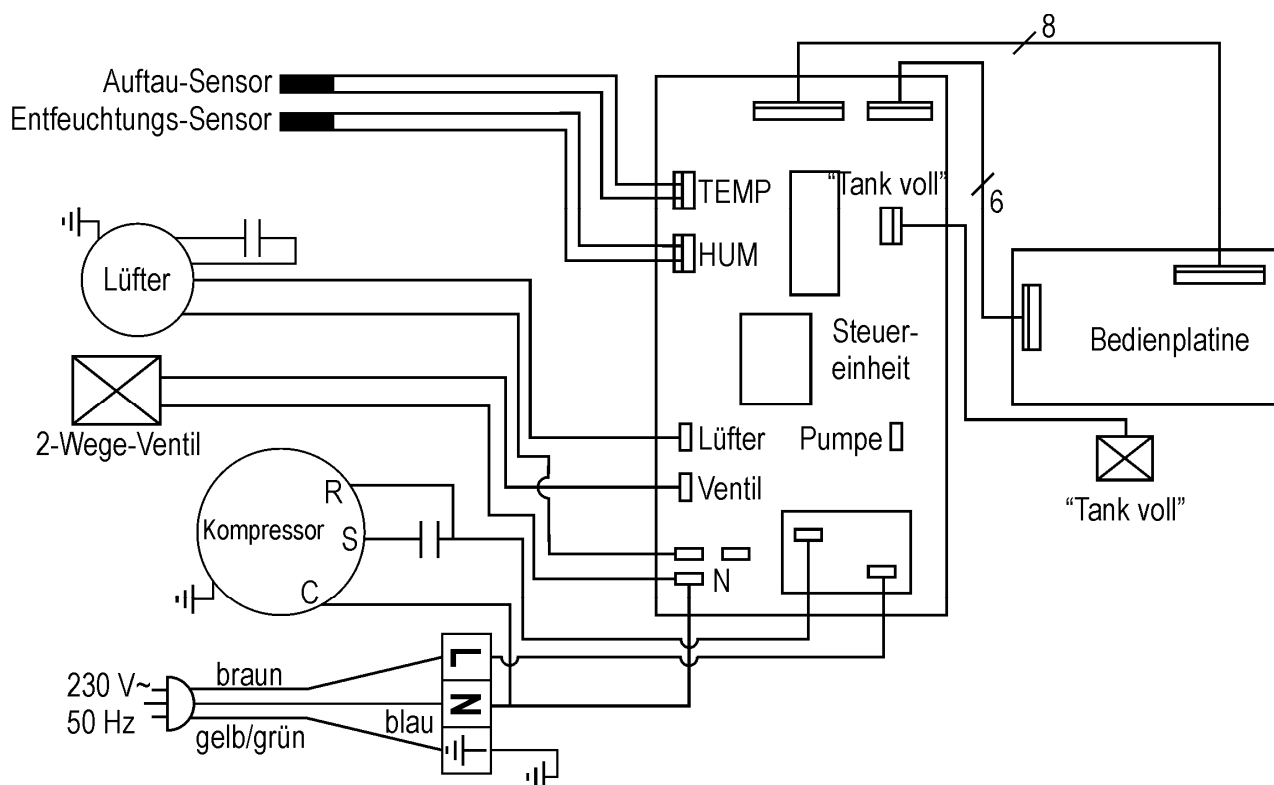 8
Auftau-Sensor
Entfeuchtungs-Sensor
TEMP
“Tank voll”
6
HUM
Lüfter
Steuer-
einheit
Bedienplatine
Lüfter
Pumpe
2-Wege-Ventil
Ventil
“Tank voll”
R
Kompressor
S
C
N
L
braun
230 V~
N
blau
50 Hz
gelb/grün